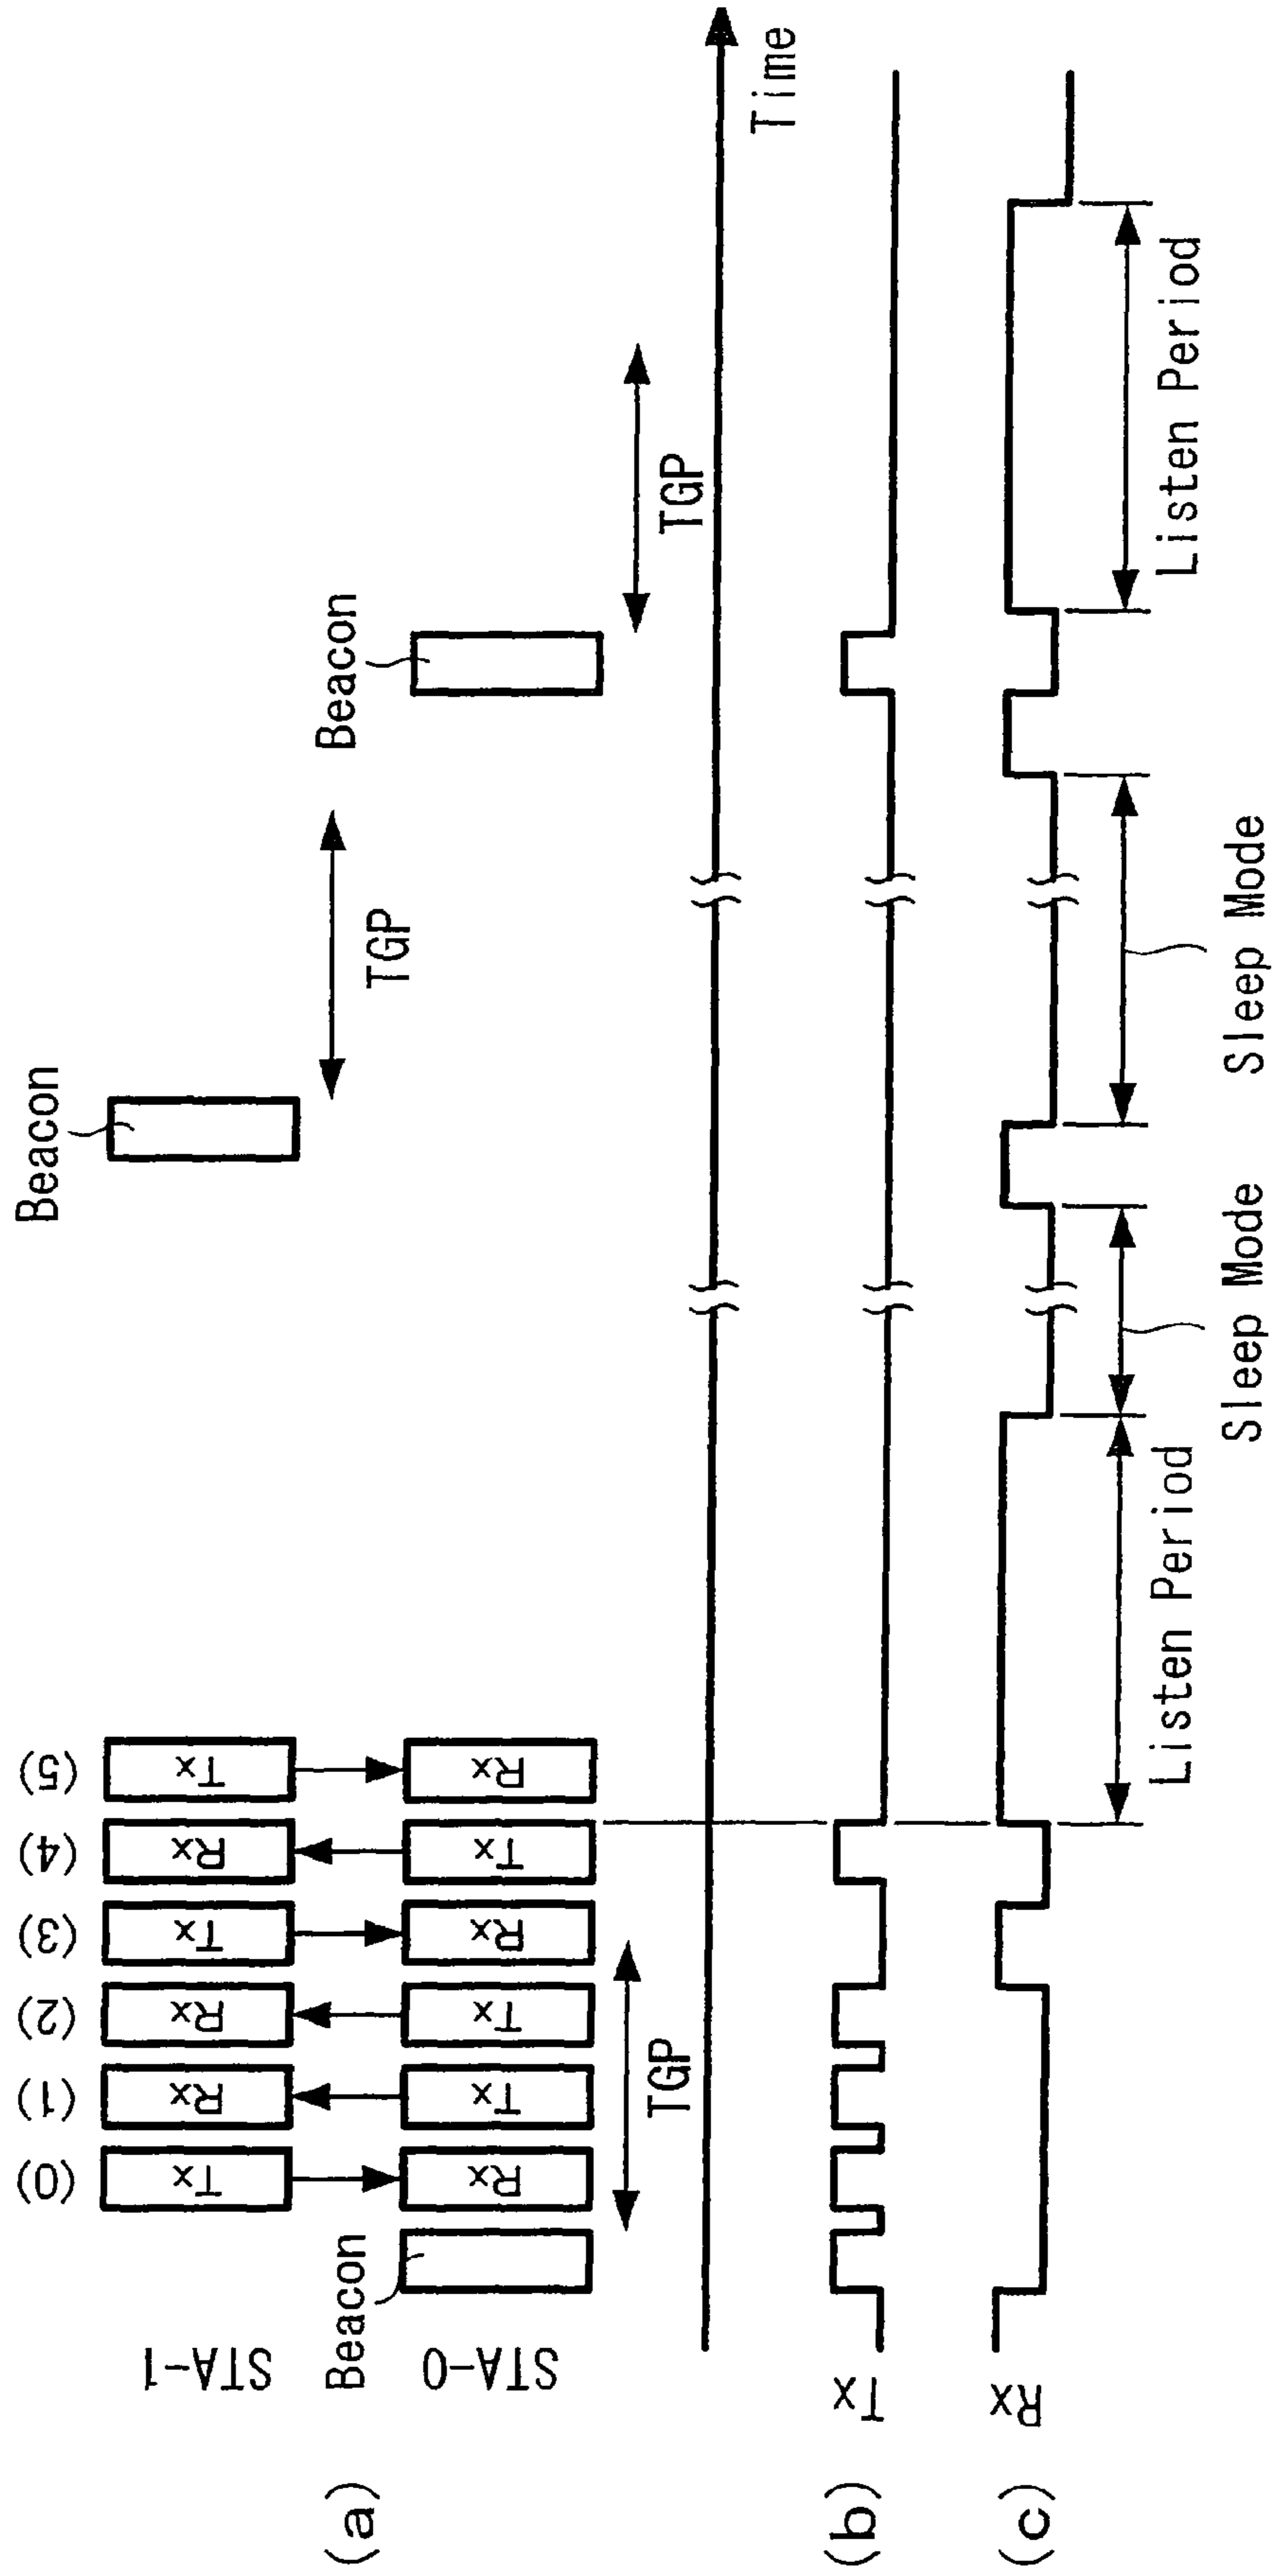 (a)
STA-1
STA-0
(0)
(1)
(2)
(3)
(4)
(5)
Tx
Rx
Rx
Tx
Rx
Tx
Rx
Tx
Tx
Rx
Tx
Rx
Beacon
Beacon
Beacon
TGP
TGP
TGP
Time
(b)
Tx
(c)
Rx
Listen Period
Sleep Mode
Sleep Mode
Listen Period